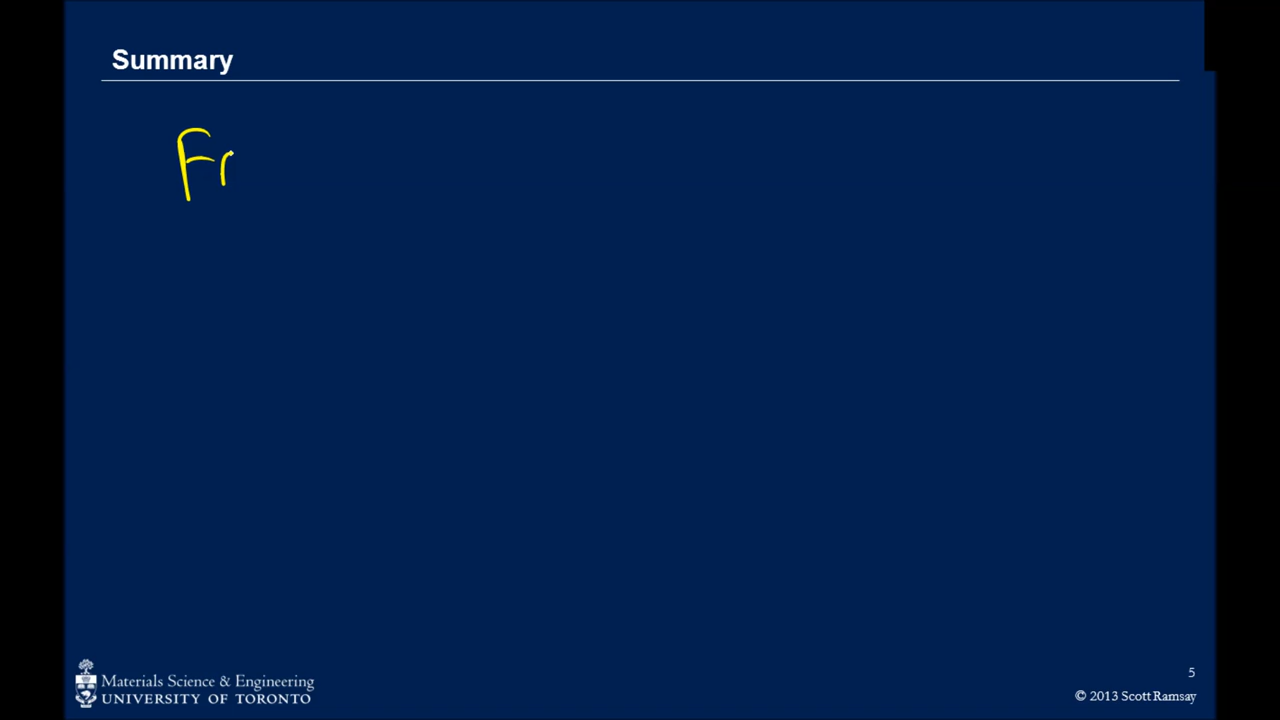 Summary
Fr
Materials Science & Engineering
UNIVERSITY OF TORONTO
5
© 2013 Scott Ramsay